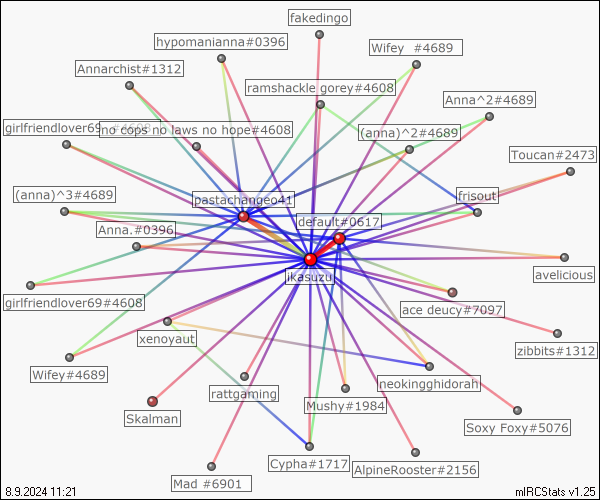 fakedingo
hypomanianna#0396
Wifey #4689
Annarchist#1312
ramshackle gorey#4608
Anna^2#4689
girlfriendlover69
no cops no laws no hope#4608
(anna)^2#4689
Toucan#2473
(anna)^3#4689
pastachangeo41
frisout
Anna.#0396
default#0617
ikasuzu
avelicious
girlfriendlover69#4608
ace deucy#7097
xenoyaut
zibbits#1312
Wifey#4689
rattgaming
neokingghidorah
Mushy#1984
Skalman
Soxy Foxy#5076
Cypha#1717
AlpineRooster#2156
Mad #6901
8.9.2024 11:21
mIRCStats v1.25